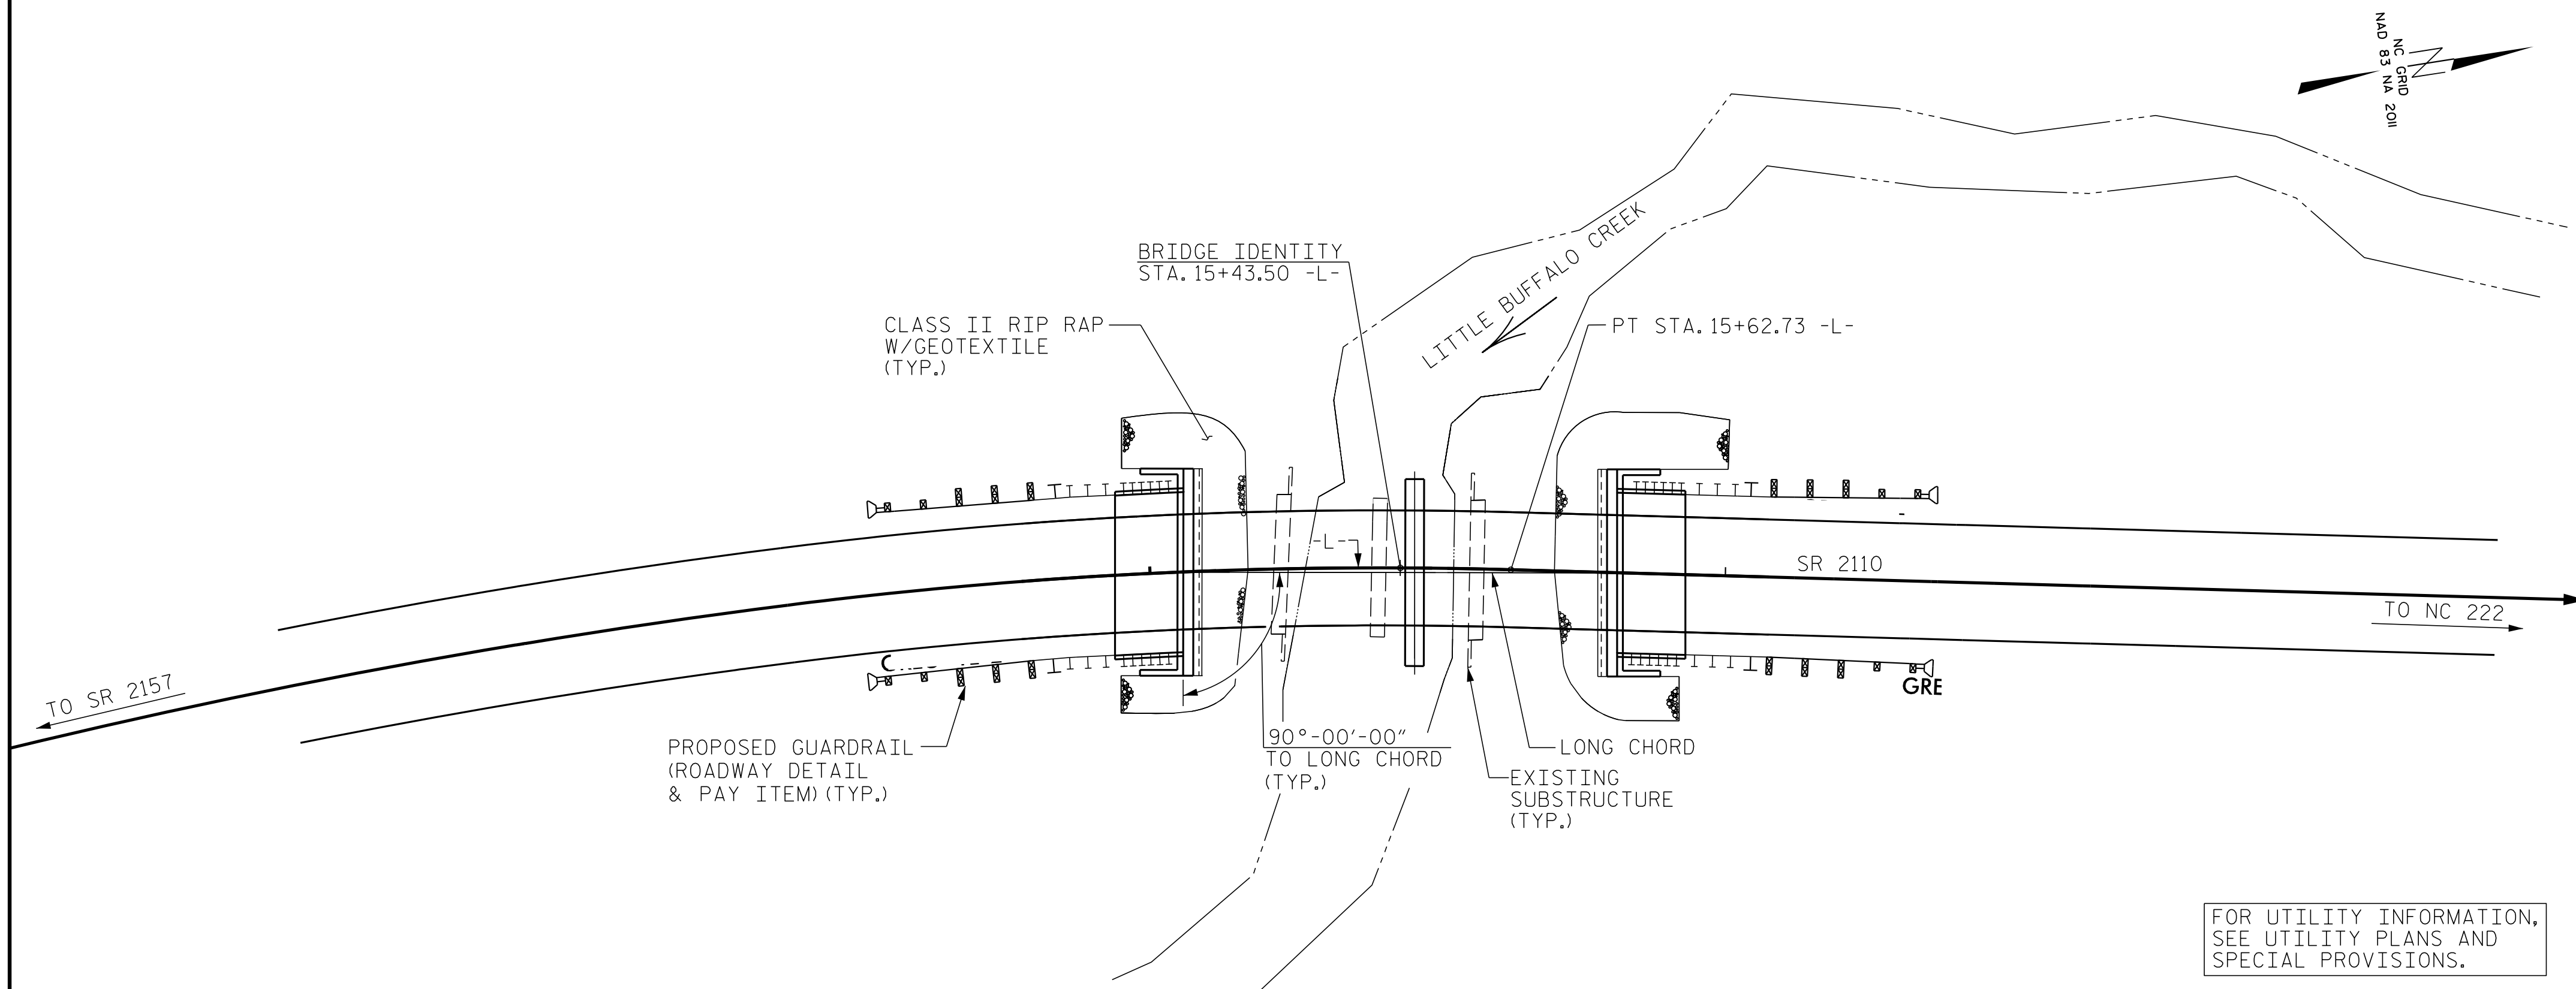 NC GRID
NAD 83 NA 2011
BRIDGE IDENTITY
STA. 15+43.50 -L-
LITTLE BUFFALO CREEK
CLASS II RIP RAP
W/GEOTEXTILE
(TYP.)
PT STA. 15+62.73 -L-
-L-
SR 2110
TO NC 222
TO SR 2157
GRE
PROPOSED GUARDRAIL
(ROADWAY DETAIL
& PAY ITEM) (TYP.)
90°-00'-00"
TO LONG CHORD
(TYP.)
LONG CHORD
EXISTING
SUBSTRUCTURE
(TYP.)
FOR UTILITY INFORMATION,
SEE UTILITY PLANS AND
SPECIAL PROVISIONS.